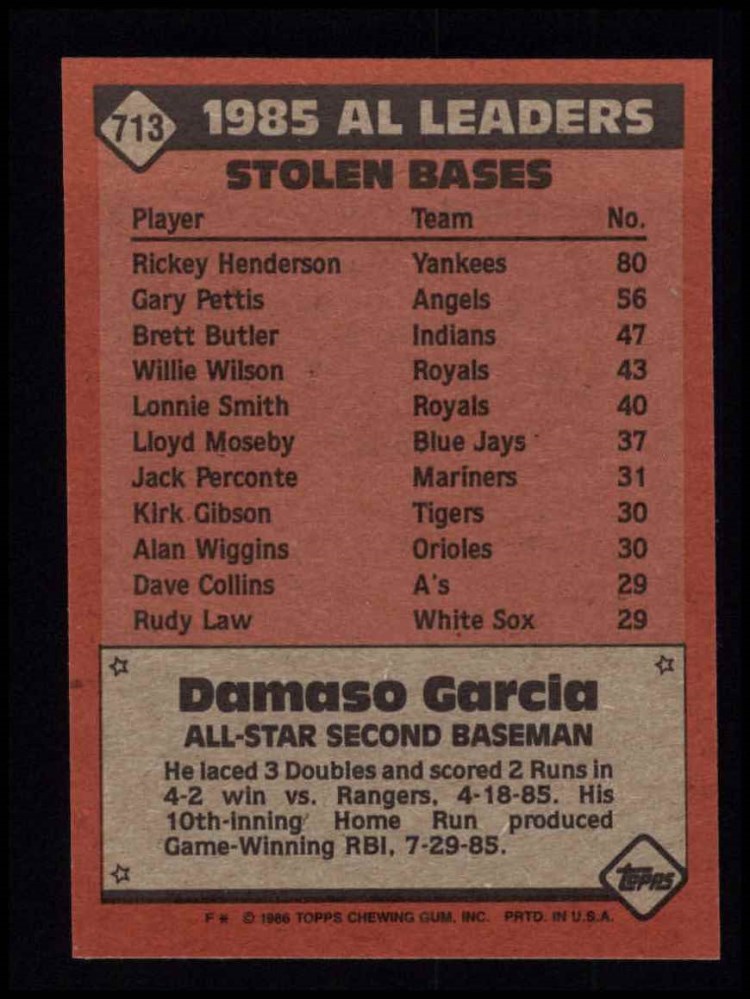 713 1985 AL LEADERS
STOLEN BASES
Player Team No.
Rickey Henderson Yankees 80
Gary Pettis Angels 56
Brett Butler Indians 47
Willie Wilson Royals 43
Lonnie Smith Royals 40
Lloyd Moseby Blue Jays 37
Jack Perconte Mariners 31
Kirk Gibson Tigers 30
Alan Wiggins Orioles 30
Dave Collins A's 29
Rudy Law White Sox 29
Damaso Garcia
ALL-STAR SECOND BASEMAN
He laced 3 Doubles and scored 2 Runs in
4-2 win vs. Rangers, 4-18-85. His
10th-inning Home Run produced
Game-Winning RBI, 7-29-85.
TOPPS
F * © 1986 TOPPS CHEWING GUM, INC. PRTD. IN U.S.A.